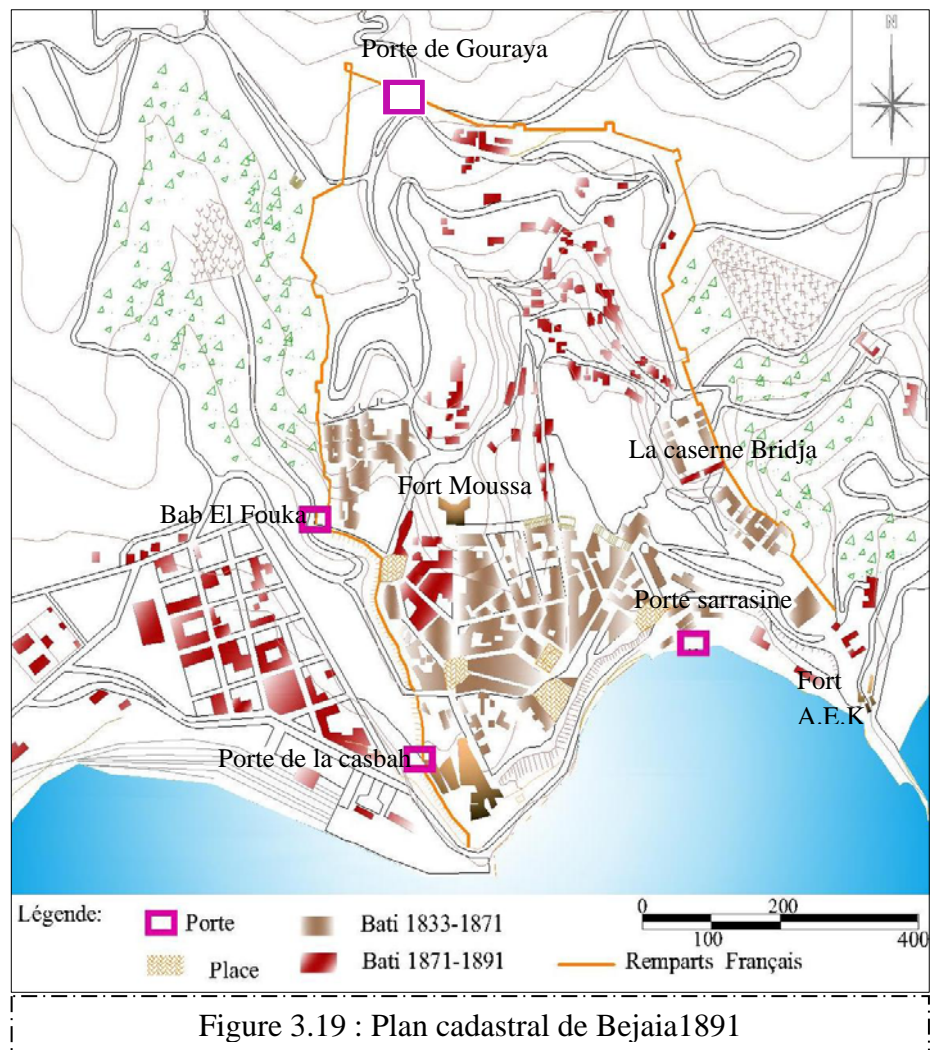 N
Porte de Gouraya
La caserne Bridja
Fort Moussa
Bab El Fouka
Porte sarrasine
Fort
A.E.K
Porte de la casbah
Légende:
Porte
Bati 1833-1871
0 200
100 400
Place
Bati 1871-1891
Remparts Français
Figure 3.19 : Plan cadastral de Bejaia1891